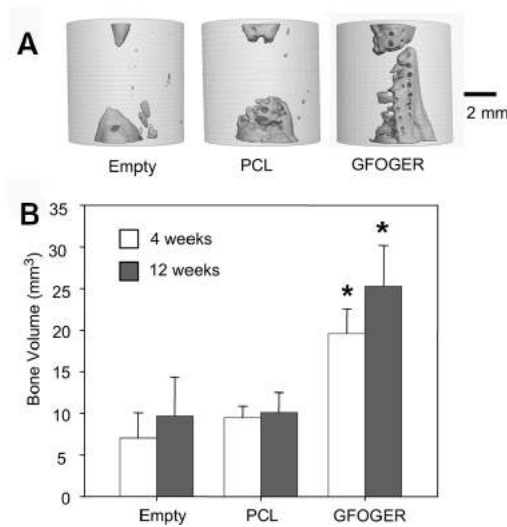 A
Empty
PCL
GFOGER
2 mm
B
Bone Volume (mm³)
35
30
25
20
15
10
5
0
4 weeks
12 weeks
*
*
Empty
PCL
GFOGER